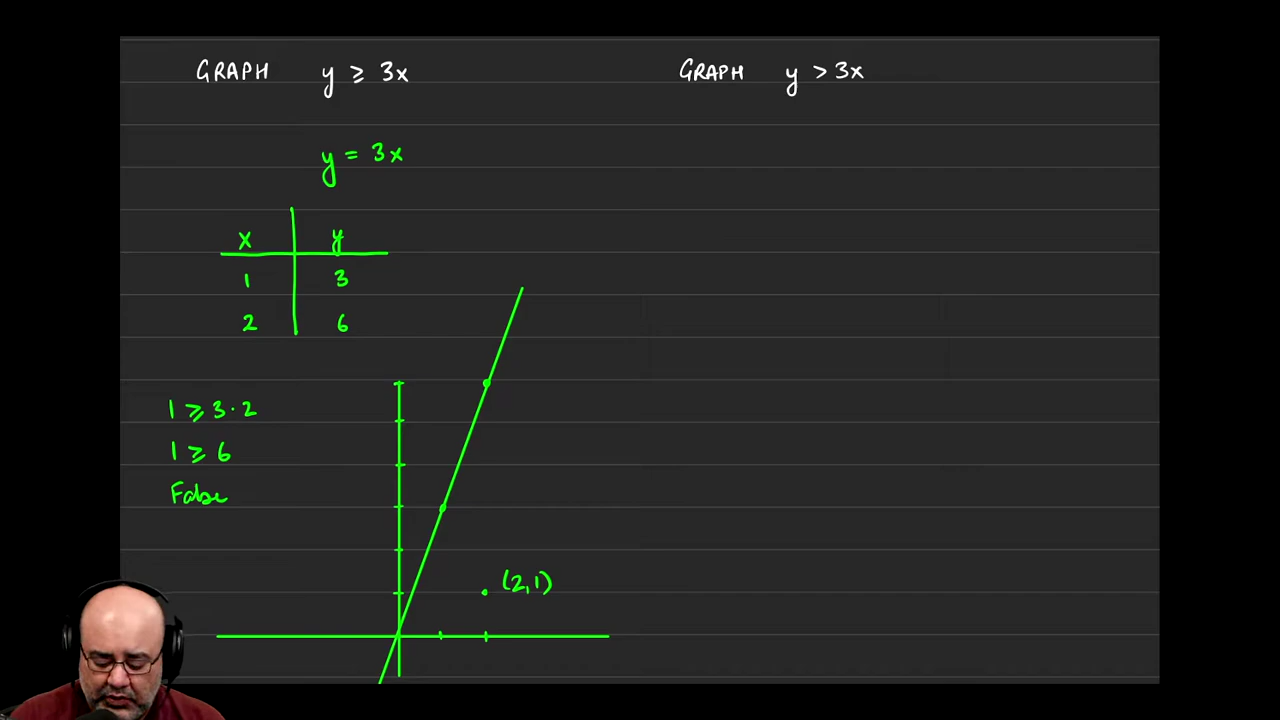 GRAPH y ≥ 3x
y = 3x
x y
1 3
2 6
1 ≥ 3 · 2
1 ≥ 6
False
(2,1)
GRAPH y > 3x